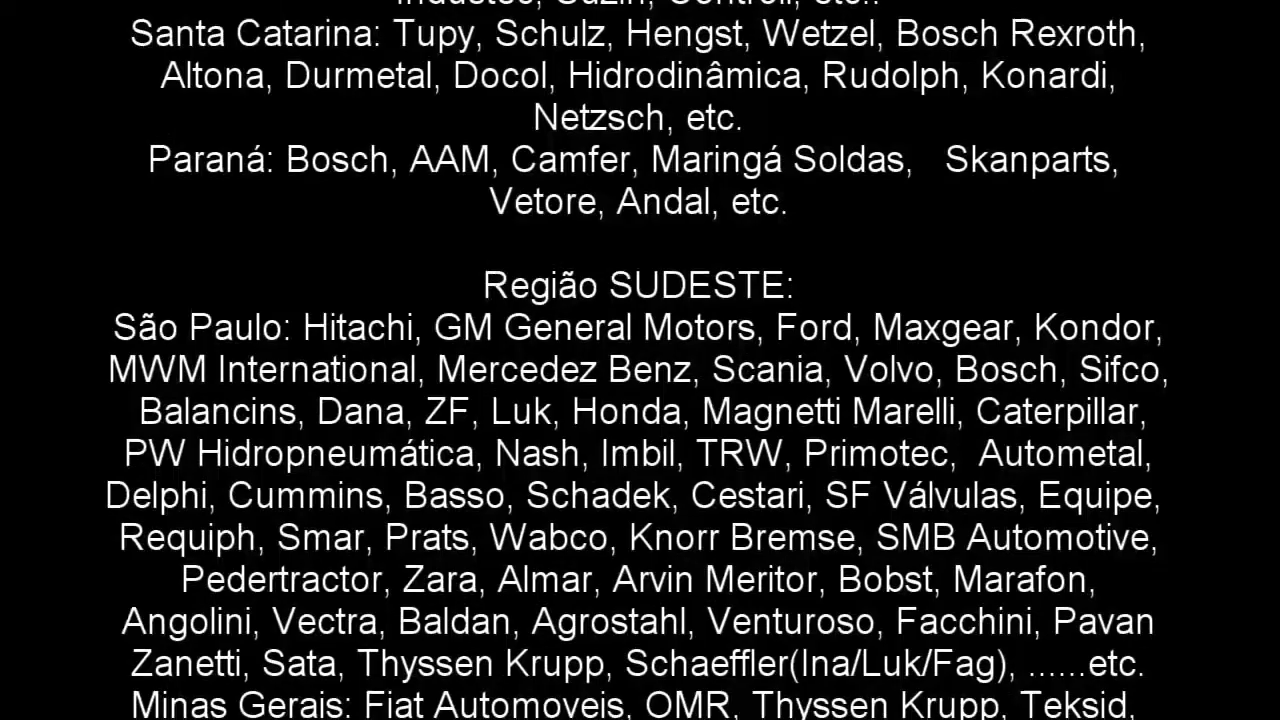 Santa Catarina: Tupy, Schulz, Hengst, Wetzel, Bosch Rexroth,
Altona, Durmetal, Docol, Hidrodinâmica, Rudolph, Konardi,
Netzsch, etc.
Paraná: Bosch, AAM, Camfer, Maringá Soldas, Skanparts,
Vetore, Andal, etc.
Região SUDESTE:
São Paulo: Hitachi, GM General Motors, Ford, Maxgear, Kondor,
MWM International, Mercedez Benz, Scania, Volvo, Bosch, Sifco,
Balancins, Dana, ZF, Luk, Honda, Magnetti Marelli, Caterpillar,
PW Hidropneumática, Nash, Imbil, TRW, Primotec, Autometal,
Delphi, Cummins, Basso, Schadek, Cestari, SF Válvulas, Equipe,
Requiph, Smar, Prats, Wabco, Knorr Bremse, SMB Automotive,
Pedertractor, Zara, Almar, Arvin Meritor, Bobst, Marafon,
Angolini, Vectra, Baldan, Agrostahl, Venturoso, Facchini, Pavan
Zanetti, Sata, Thyssen Krupp, Schaeffler(Ina/Luk/Fag), ......etc.
Minas Gerais: Fiat Automoveis, OMR, Thyssen Krupp, Teksid,